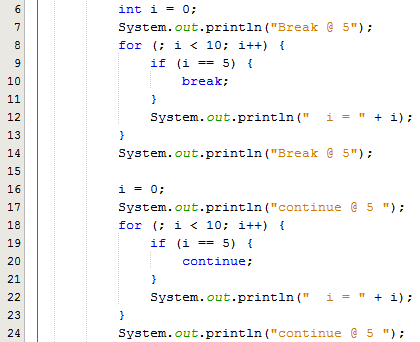 6 int i = 0;
7 System.out.println("Break @ 5");
8 for (; i < 10; i++) {
9 if (i == 5) {
10 break;
11 }
12 System.out.println("  i = " + i);
13 }
14 System.out.println("Break @ 5");
15
16 i = 0;
17 System.out.println("continue @ 5 ");
18 for (; i < 10; i++) {
19 if (i == 5) {
20 continue;
21 }
22 System.out.println("  i = " + i);
23 }
24 System.out.println("continue @ 5 ");